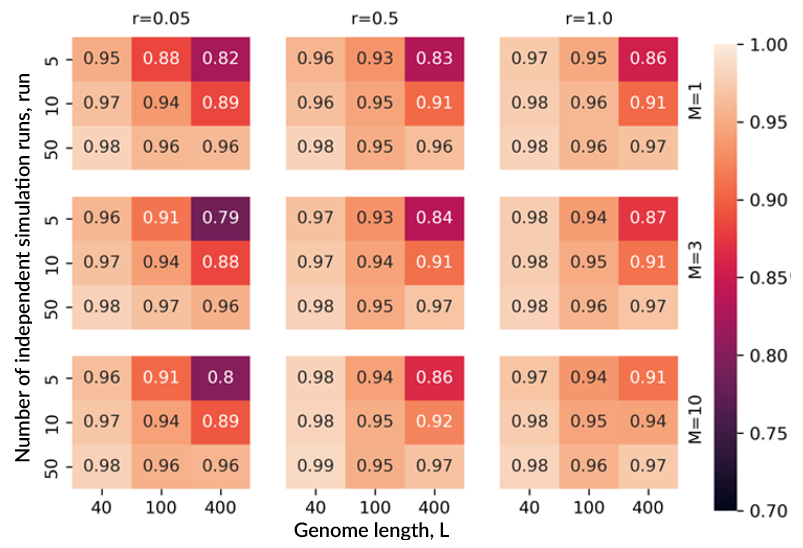 r=0.05 r=0.5 r=1.0
Number of independent simulation runs, run
5 0.95 0.88 0.82 0.96 0.93 0.83 0.97 0.95 0.86
10 0.97 0.94 0.89 0.96 0.95 0.91 0.98 0.96 0.91
50 0.98 0.96 0.96 0.98 0.95 0.96 0.98 0.96 0.97
M=1
5 0.96 0.91 0.79 0.97 0.93 0.84 0.98 0.94 0.87
10 0.97 0.94 0.88 0.97 0.94 0.91 0.98 0.95 0.91
50 0.98 0.97 0.96 0.98 0.95 0.97 0.98 0.96 0.97
M=3
5 0.96 0.91 0.8 0.98 0.94 0.86 0.97 0.94 0.91
10 0.97 0.94 0.89 0.98 0.95 0.92 0.98 0.95 0.94
50 0.98 0.96 0.96 0.99 0.95 0.97 0.98 0.96 0.97
M=10
40 100 400 40 100 400 40 100 400
Genome length, L
1.00
0.95
0.90
0.85
0.80
0.75
0.70